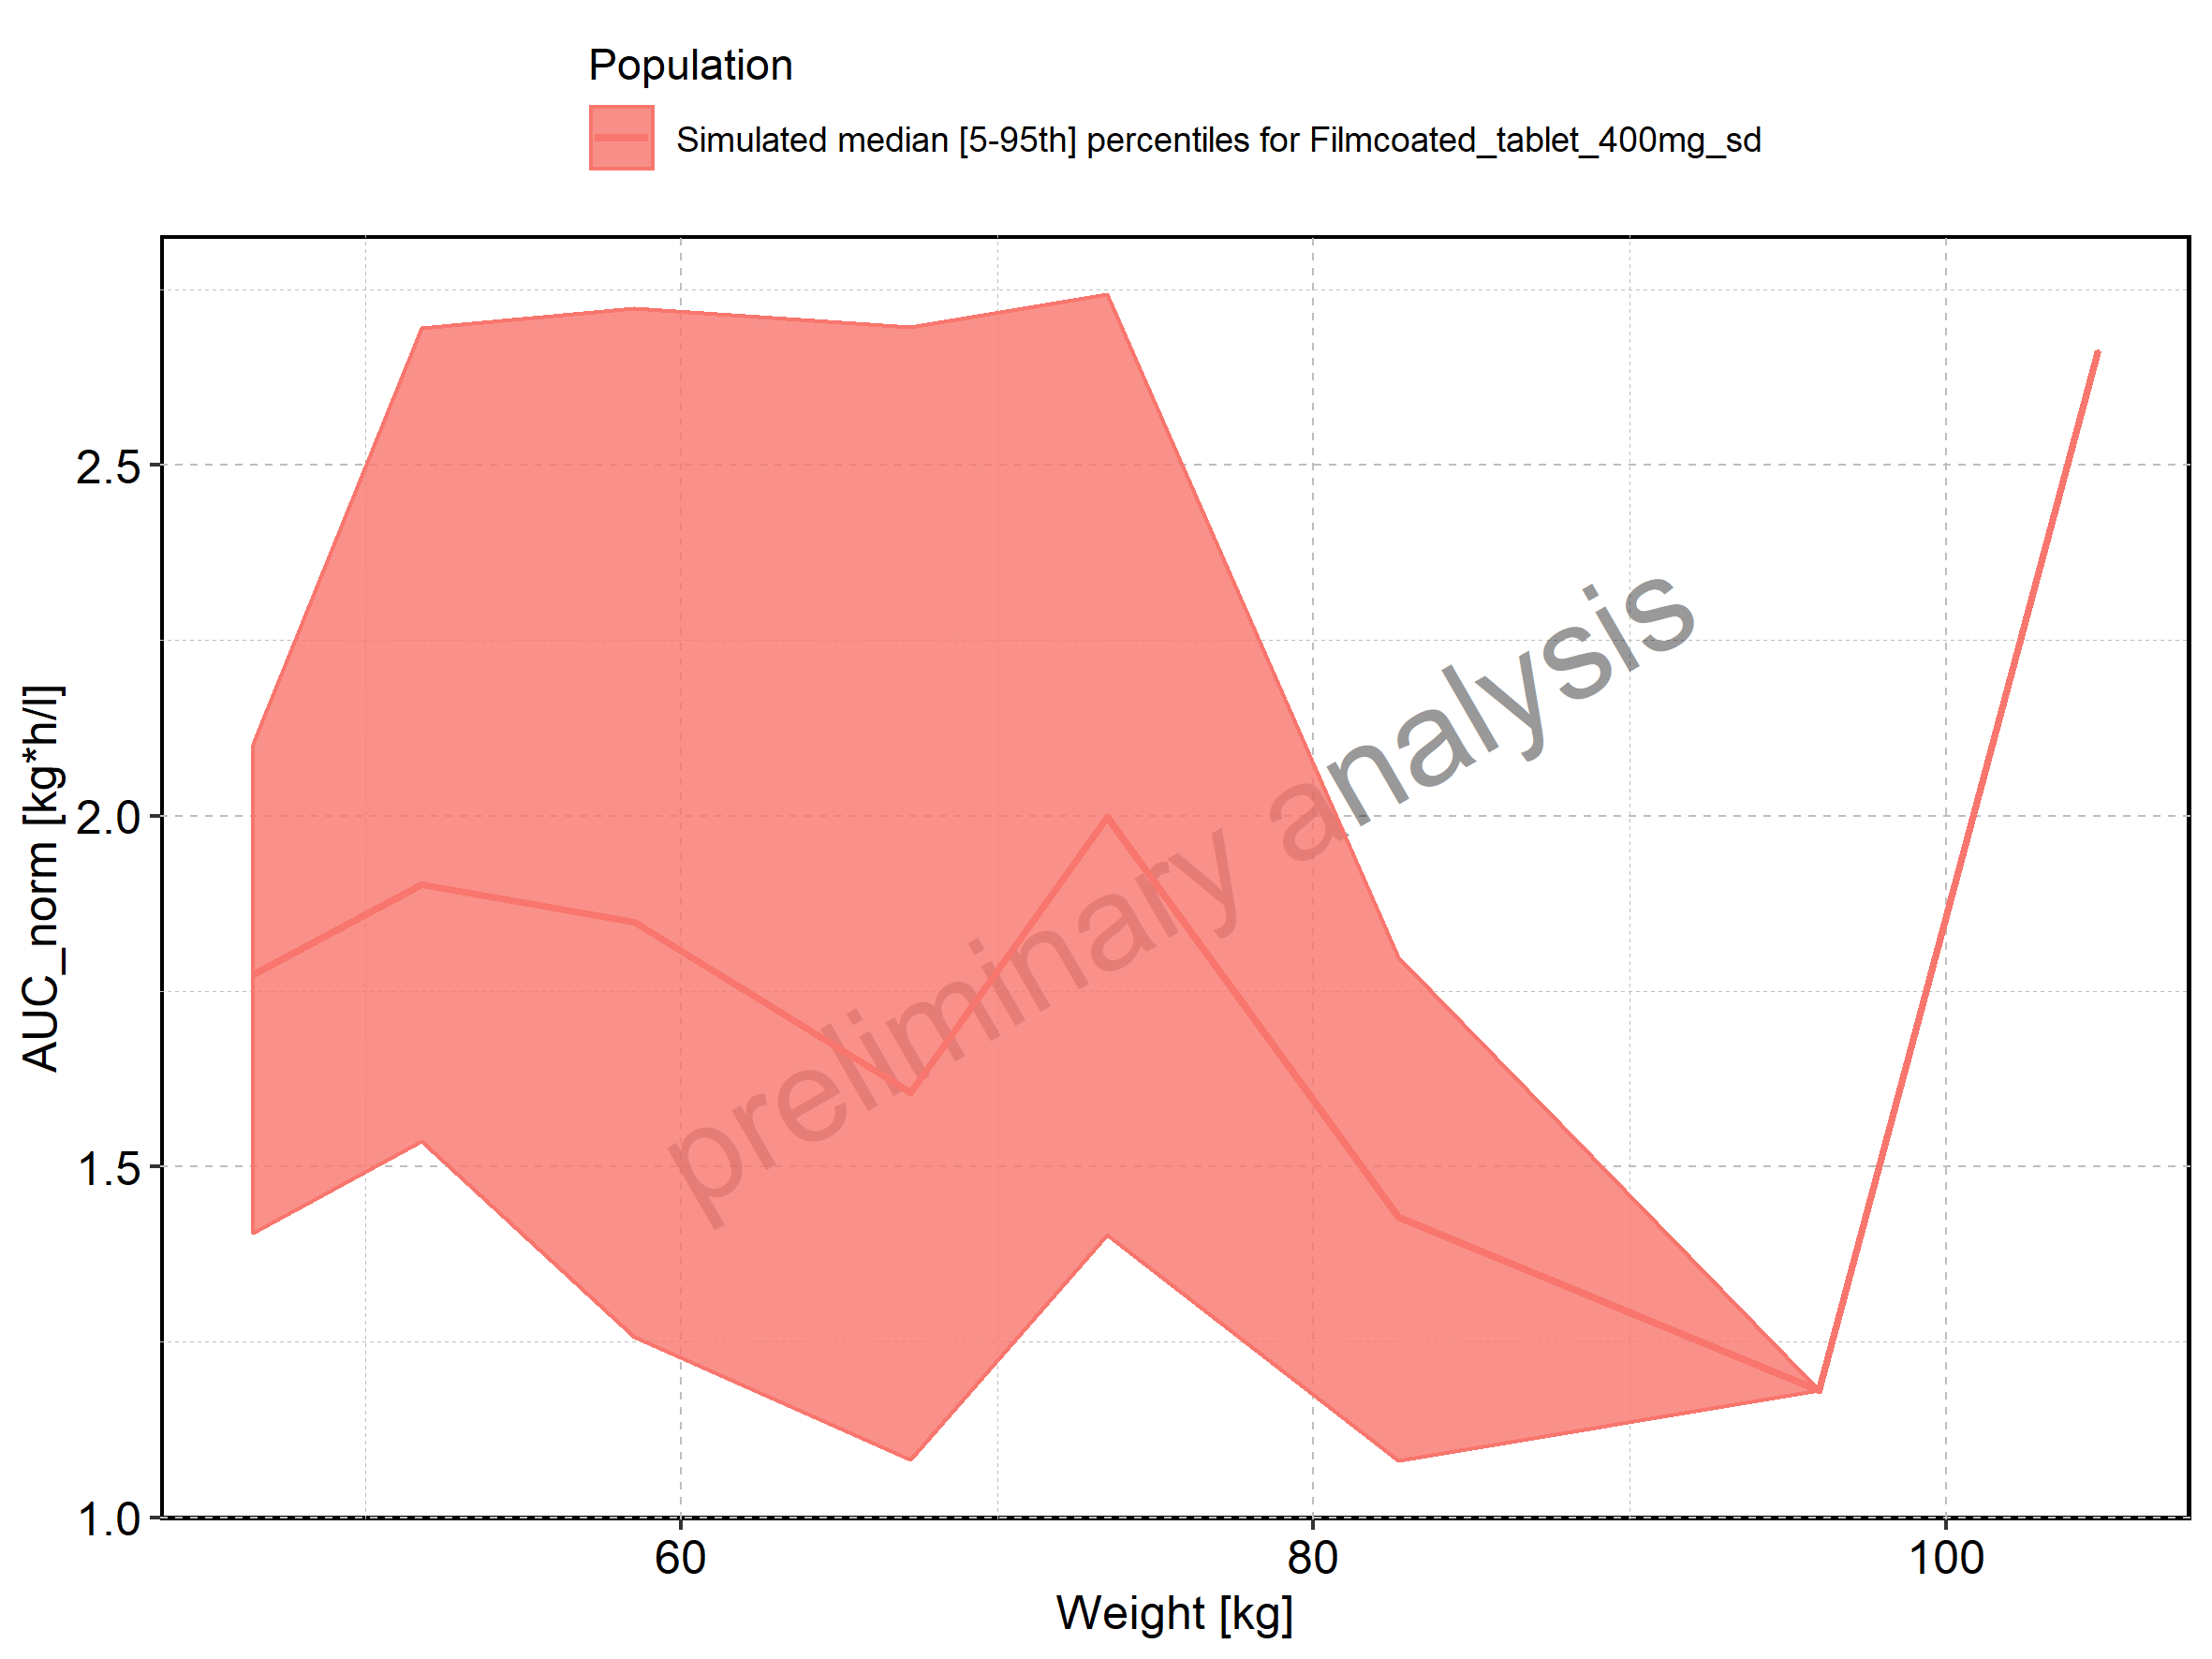 Population
Simulated median [5-95th] percentiles for Filmcoated_tablet_400mg_sd
AUC_norm [kg*h/l]
2.5
2.0
1.5
1.0
preliminary analysis
60
80
100
Weight [kg]